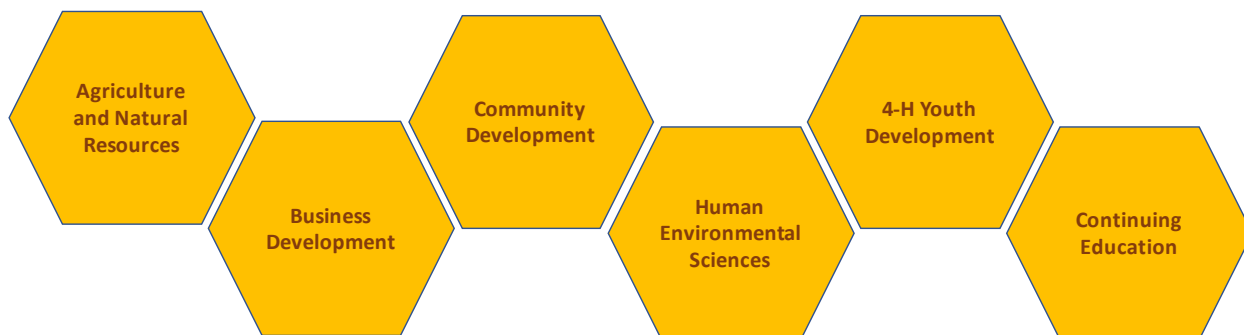 Agriculture
and Natural
Resources
Business
Development
Community
Development
Human
Environmental
Sciences
4-H Youth
Development
Continuing
Education